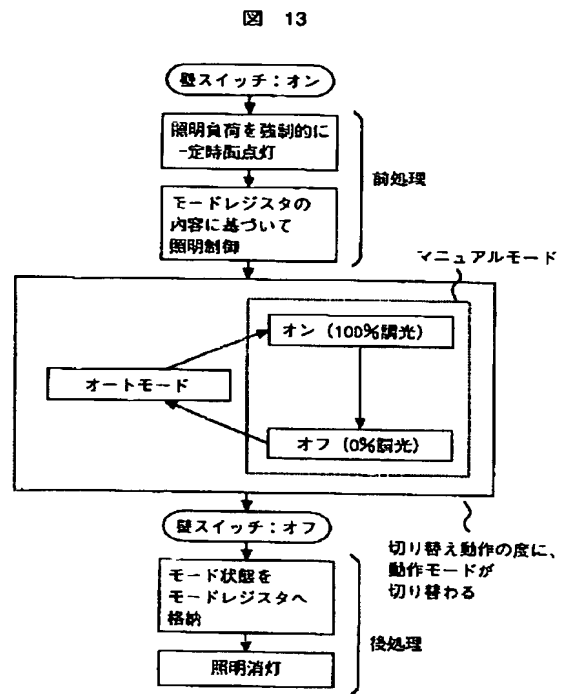 図 13
壁スイッチ：オン
照明負荷を強制的に
一定時間点灯
前処理
モードレジスタの
内容に基づいて
照明制御
マニュアルモード
オン（100%調光）
オートモード
オフ（0%調光）
壁スイッチ：オフ
切り替え動作の度に、
動作モードが
切り替わる
モード状態を
モードレジスタへ
格納
後処理
照明消灯